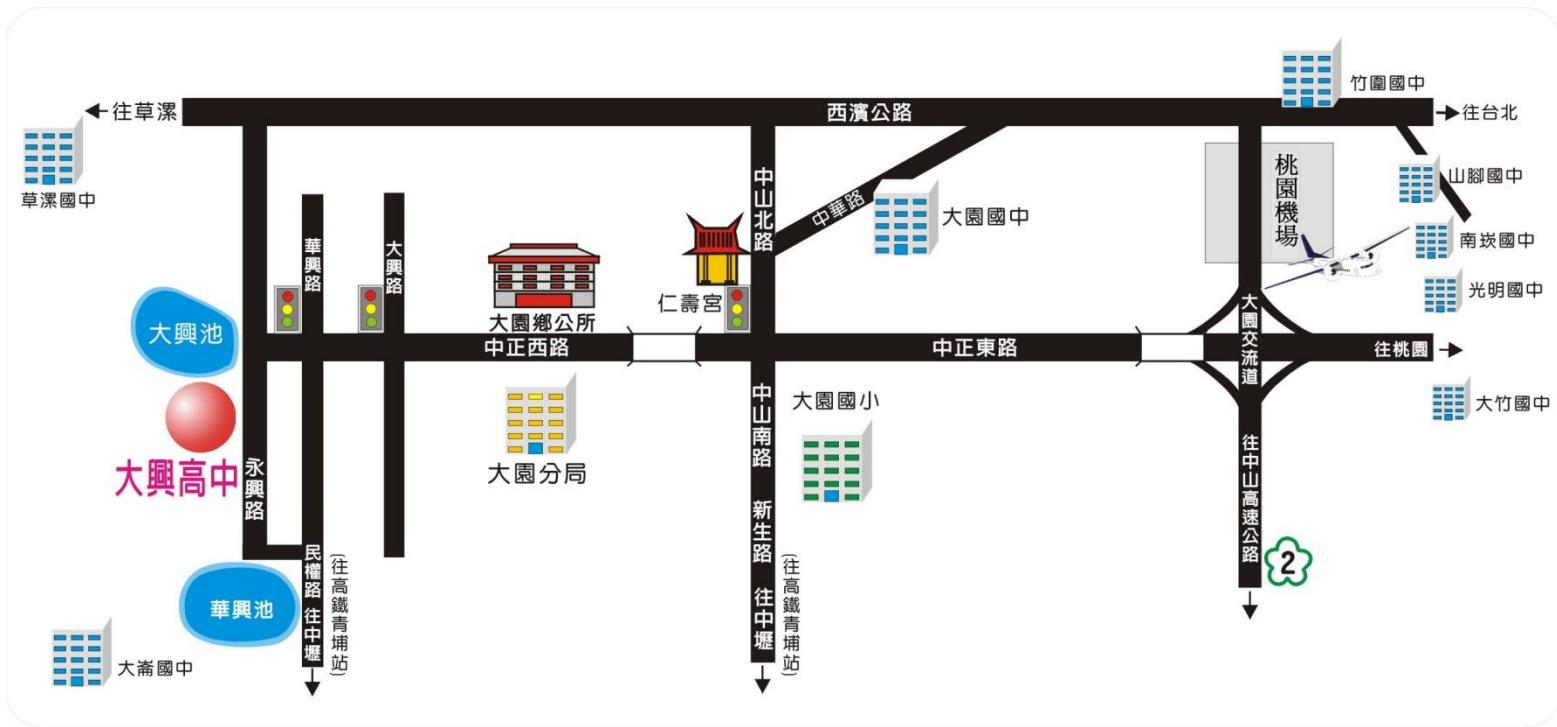 竹圍國中
往草漯
西濱公路
往台北
草漯國中
中山北路
中華路
大園國中
桃園機場
山腳國中
南崁國中
光明國中
華興路
大興路
仁壽宮
大興池
大園鄉公所
中正西路
中正東路
大園交流道
往桃園
大興高中
永興路
大園分局
中山南路
大園國小
大竹國中
往中山高速公路
2
新生路
往中壢
(往高鐵青埔站)
民權路
往中壢
(往高鐵青埔站)
華興池
大崙國中